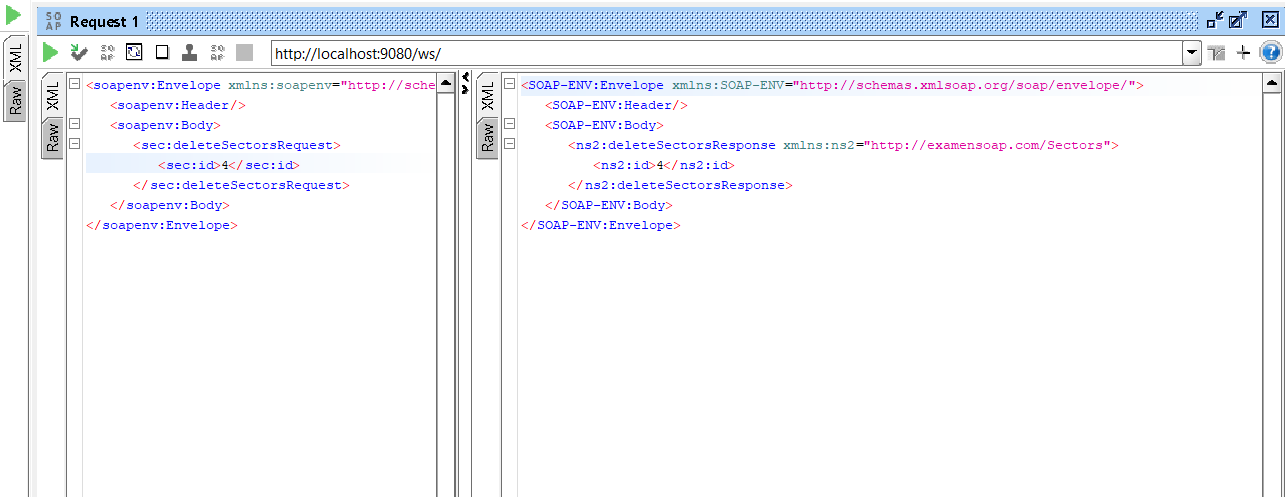 SO
AP
Request 1
SO
AP
SO
AP
http://localhost:9080/ws/
XML
Raw
XML
Raw
<soapenv:Envelope xmlns:soapenv="http://sche
<soapenv:Header/>
<soapenv:Body>
<sec:deleteSectorsRequest>
<sec:id>4</sec:id>
</sec:deleteSectorsRequest>
</soapenv:Body>
</soapenv:Envelope>
XML
Raw
<SOAP-ENV:Envelope xmlns:SOAP-ENV="http://schemas.xmlsoap.org/soap/envelope/">
<SOAP-ENV:Header/>
<SOAP-ENV:Body>
<ns2:deleteSectorsResponse xmlns:ns2="http://examensoap.com/Sectors">
<ns2:id>4</ns2:id>
</ns2:deleteSectorsResponse>
</SOAP-ENV:Body>
</SOAP-ENV:Envelope>